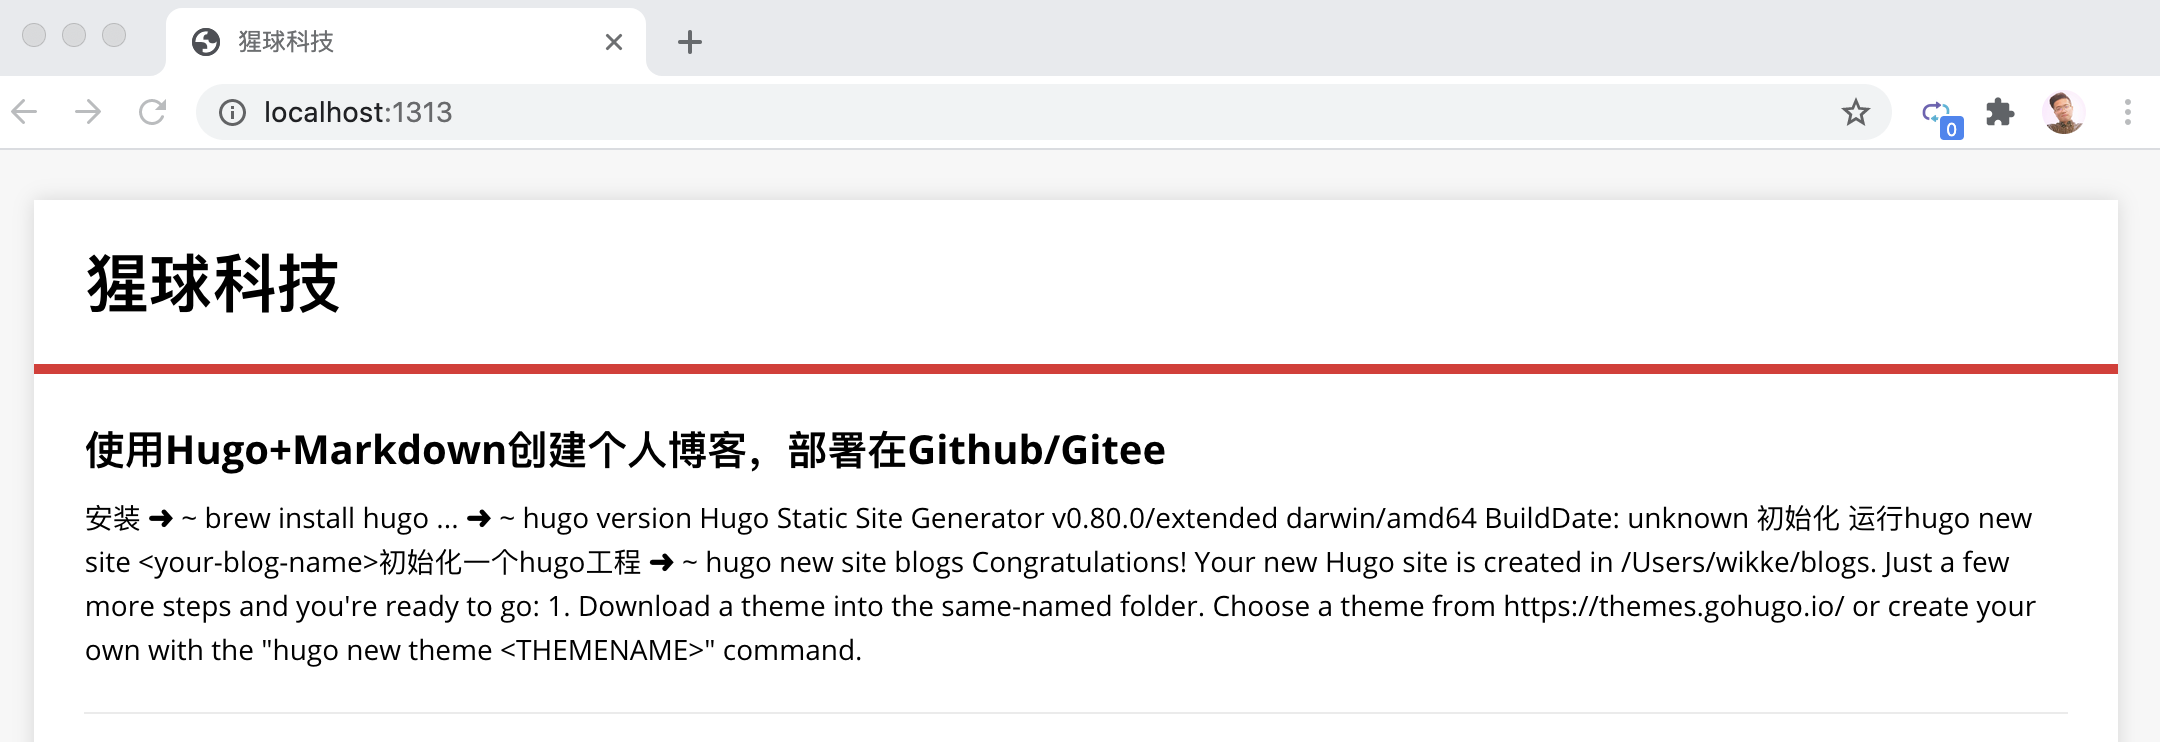 猩球科技
localhost:1313
0
猩球科技
使用Hugo+Markdown创建个人博客，部署在Github/Gitee
安装 ➜ ~ brew install hugo ... ➜ ~ hugo version Hugo Static Site Generator v0.80.0/extended darwin/amd64 BuildDate: unknown 初始化 运行hugo new
site <your-blog-name>初始化一个hugo工程 ➜ ~ hugo new site blogs Congratulations! Your new Hugo site is created in /Users/wikke/blogs. Just a few
more steps and you're ready to go: 1. Download a theme into the same-named folder. Choose a theme from https://themes.gohugo.io/ or create your
own with the "hugo new theme <THEMENAME>" command.